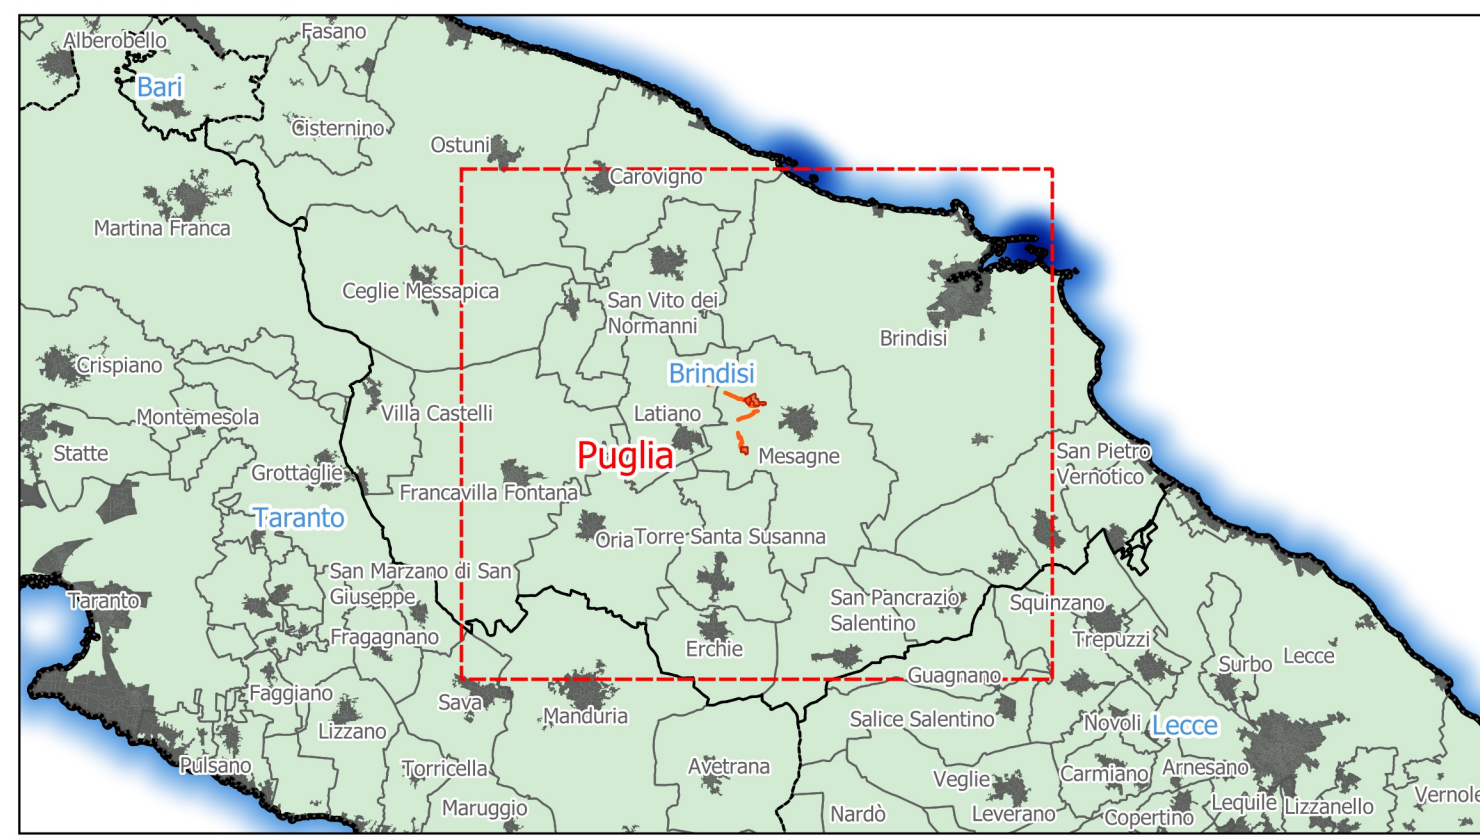 Fasano
Alberobello
Bari
Cisternino
Ostuni
Carovigno
Martina Franca
Ceglie Messapica
San Vito dei
Normanni
Brindisi
Crispiano
Brindisi
Montemesola
Villa Castelli
Latiano
Statte
Grottaglie
Puglia
Mesagne
San Pietro
Vernotico
Francavilla Fontana
Taranto
Oria
Torre Santa Susanna
San Marzano di San
Giuseppe
Taranto
San Pancrazio
Salentino
Squinzano
Fragagnano
Erchie
Trepuzzi
Surbo
Lecce
Guagnano
Faggiano
Sava
Manduria
Lizzano
Salice Salentino
Novoli
Lecce
Pulsano
Torricella
Avetrana
Veglie
Carmiano
Arnesano
Maruggio
Nardò
Leverano
Copertino
Lequile
Lizzanello
Vernole